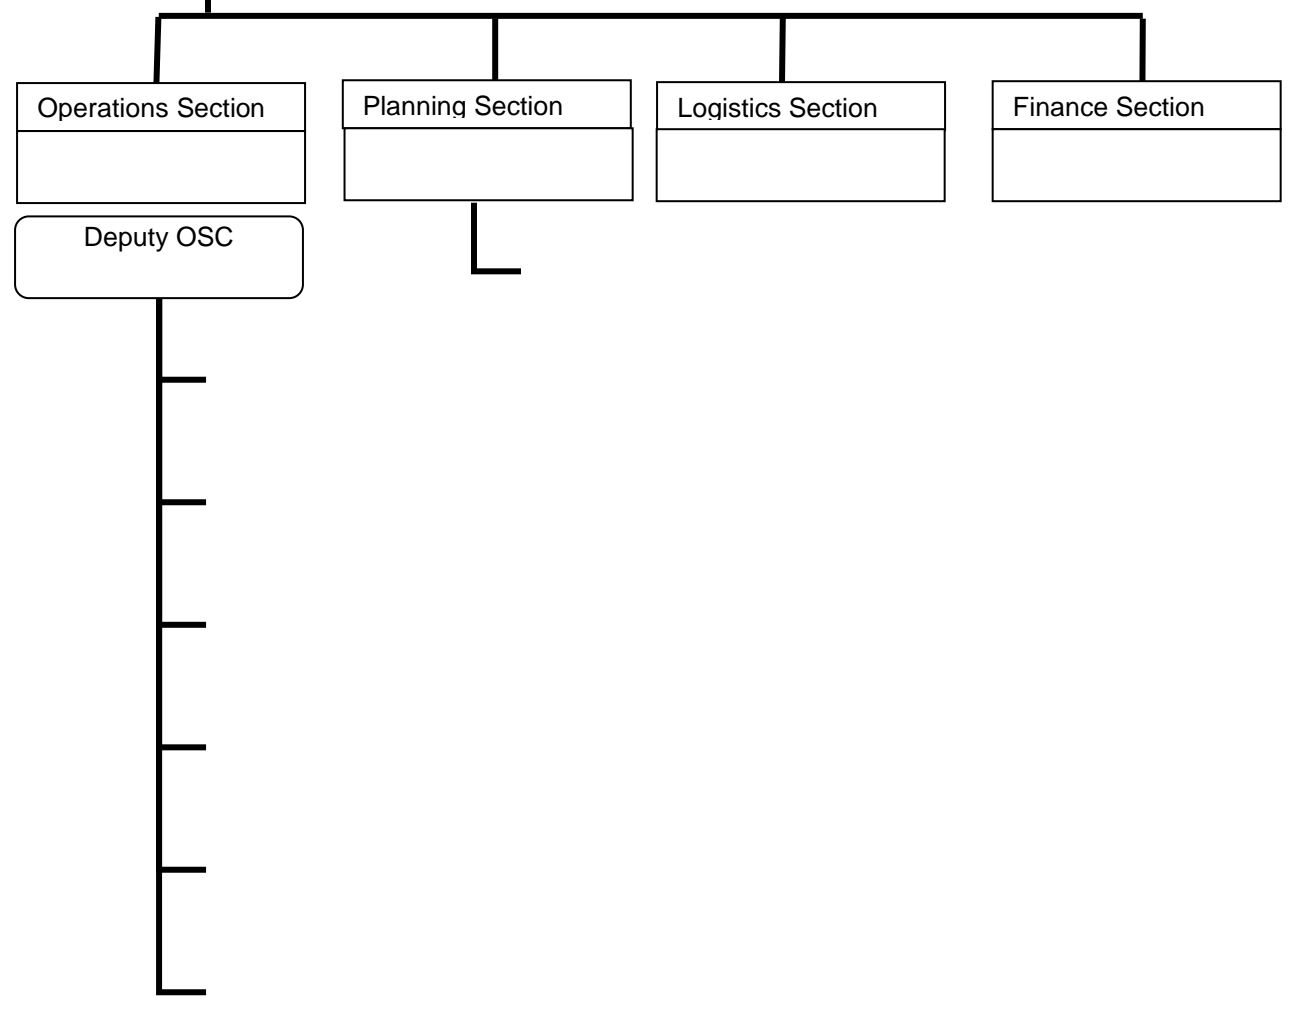 Operations Section
Planning Section
Logistics Section
Finance Section
Deputy OSC